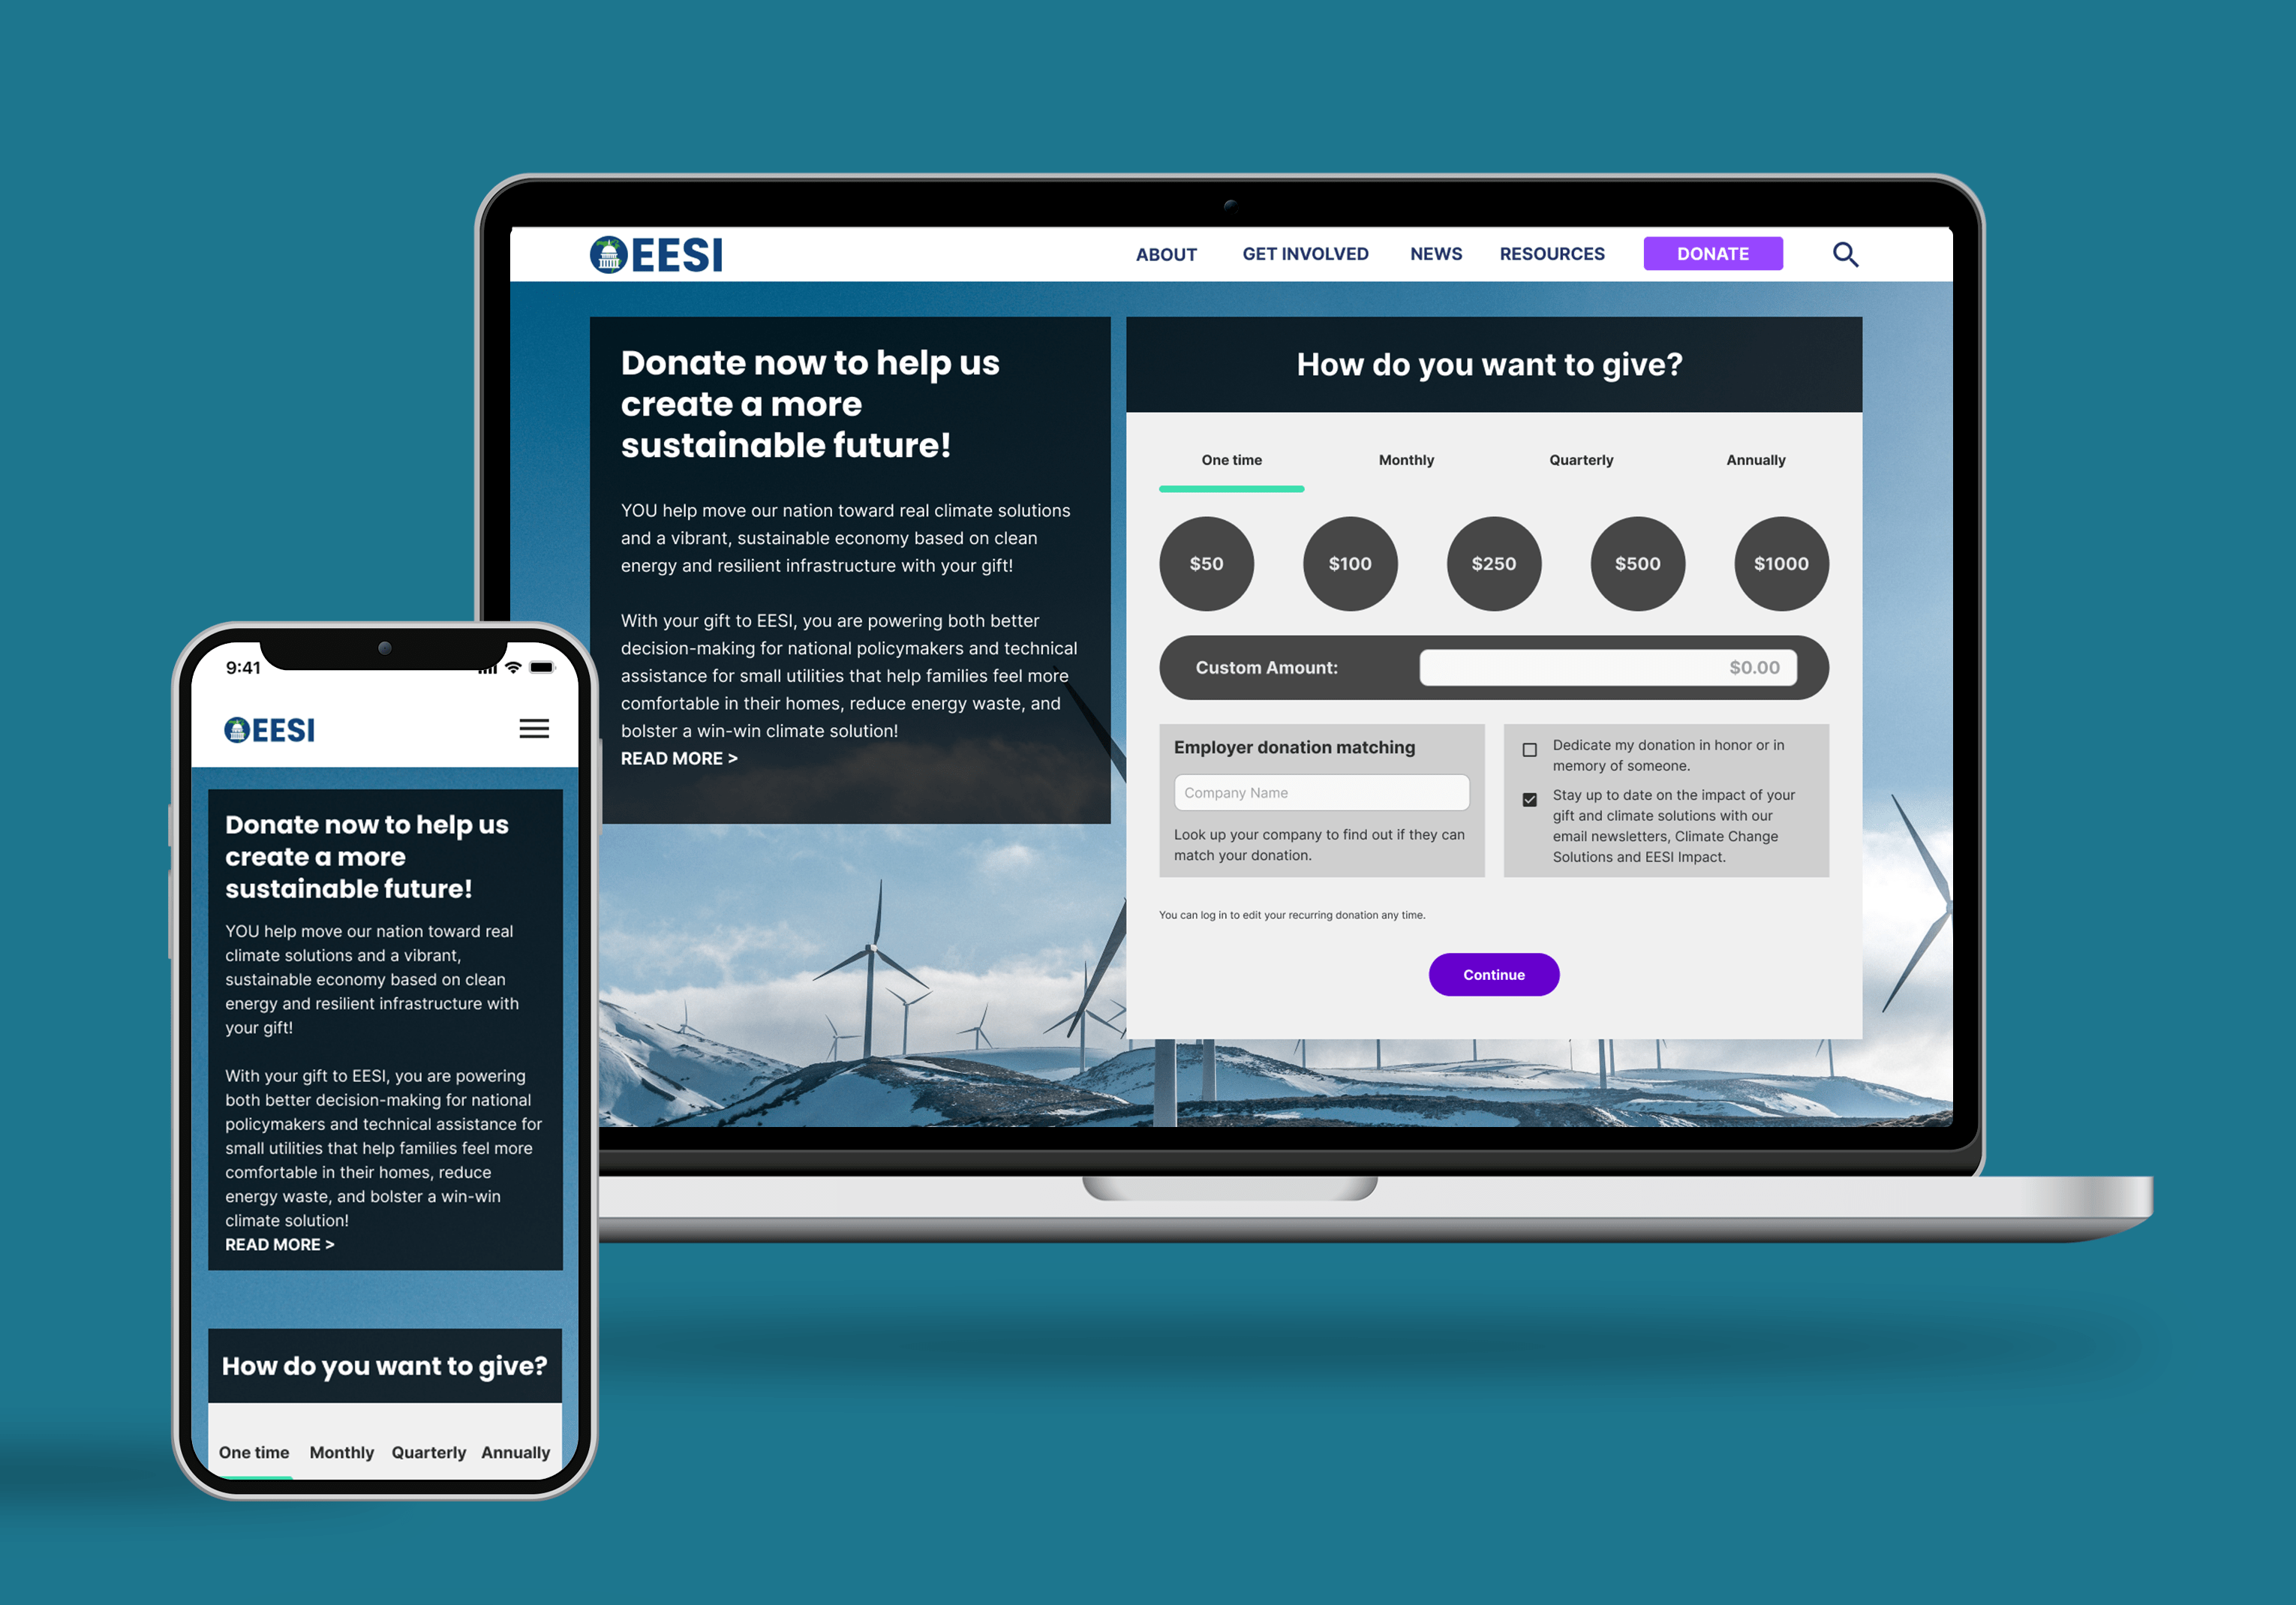 EESI
ABOUT
GET INVOLVED
NEWS
RESOURCES
DONATE
Donate now to help us
create a more
sustainable future!
YOU help move our nation toward real climate solutions
and a vibrant, sustainable economy based on clean
energy and resilient infrastructure with your gift!
With your gift to EESI, you are powering both better
decision-making for national policymakers and technical
assistance for small utilities that help families feel more
comfortable in their homes, reduce energy waste, and
bolster a win-win climate solution!
READ MORE >
How do you want to give?
One time
Monthly
Quarterly
Annually
$50
$100
$250
$500
$1000
Custom Amount:
$0.00
Employer donation matching
Company Name
Look up your company to find out if they can
match your donation.
Dedicate my donation in honor or in
memory of someone.
Stay up to date on the impact of your
gift and climate solutions with our
email newsletters, Climate Change
Solutions and EESI Impact.
You can log in to edit your recurring donation any time.
Continue
9:41
EESI
Donate now to help us
create a more
sustainable future!
YOU help move our nation toward real
climate solutions and a vibrant,
sustainable economy based on clean
energy and resilient infrastructure with
your gift!
With your gift to EESI, you are powering
both better decision-making for national
policymakers and technical assistance for
small utilities that help families feel more
comfortable in their homes, reduce
energy waste, and bolster a win-win
climate solution!
READ MORE >
How do you want to give?
One time
Monthly
Quarterly
Annually